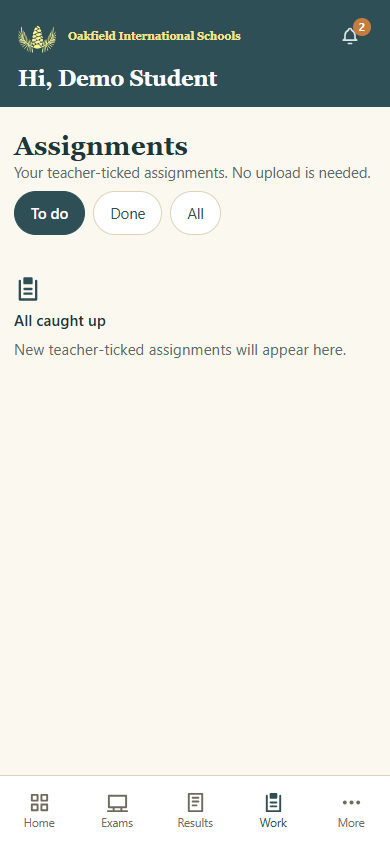 Oakfield International Schools
2
Hi, Demo Student
Assignments
Your teacher-ticked assignments. No upload is needed.
To do
Done
All
All caught up
New teacher-ticked assignments will appear here.
Home
Exams
Results
Work
More